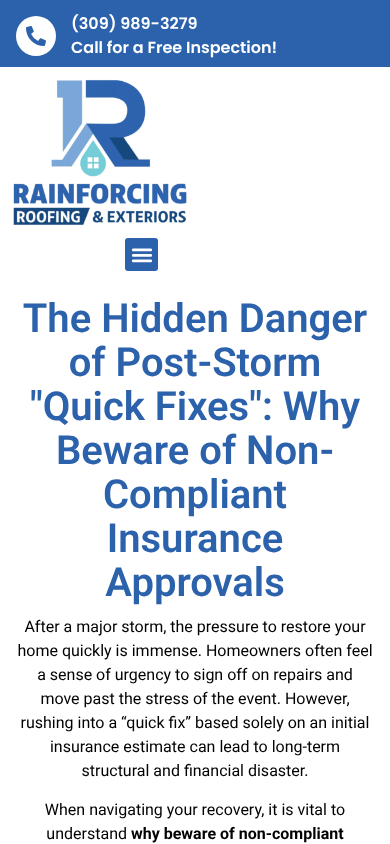 (309) 989-3279
Call for a Free Inspection!
1R
RAINFORCING
ROOFING & EXTERIORS
The Hidden Danger
of Post-Storm
"Quick Fixes": Why
Beware of Non-
Compliant
Insurance
Approvals
After a major storm, the pressure to restore your
home quickly is immense. Homeowners often feel
a sense of urgency to sign off on repairs and
move past the stress of the event. However,
rushing into a “quick fix” based solely on an initial
insurance estimate can lead to long-term
structural and financial disaster.
When navigating your recovery, it is vital to
understand why beware of non-compliant